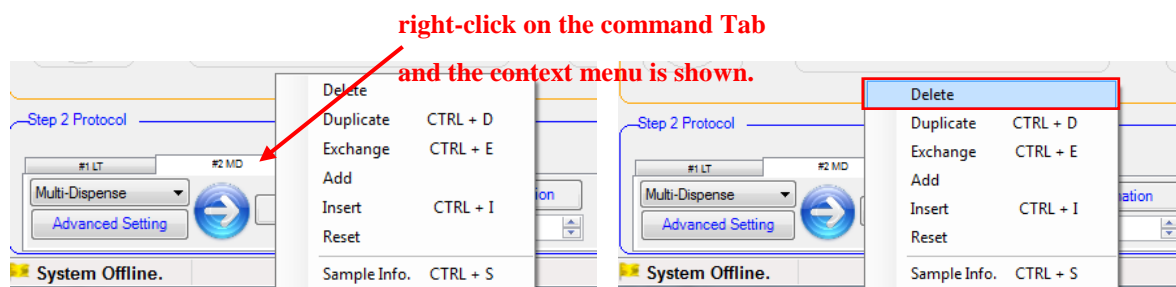 right-click on the command Tab
and the context menu is shown.
Delete
Duplicate CTRL + D
Exchange CTRL + E
Add
Insert CTRL + I
Reset
Sample Info. CTRL + S
Step 2 Protocol
#1 LT #2 MD
Multi-Dispense
Advanced Setting
ion
System Offline.
Delete
Duplicate CTRL + D
Exchange CTRL + E
Add
Insert CTRL + I
Reset
Sample Info. CTRL + S
Step 2 Protocol
#1 LT #2 MD
Multi-Dispense
Advanced Setting
ation
System Offline.